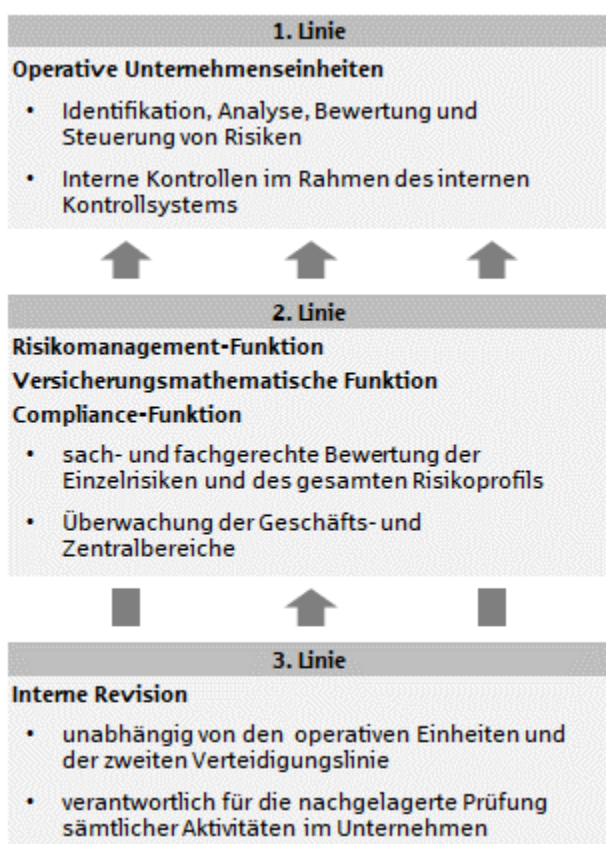 1. Linie
Operative Unternehmenseinheiten
• Identifikation, Analyse, Bewertung und
Steuerung von Risiken
• Interne Kontrollen im Rahmen des internen
Kontrollsystems
2. Linie
Risikomanagement-Funktion
Versicherungsmathematische Funktion
Compliance-Funktion
• sach- und fachgerechte Bewertung der
Einzelrisiken und des gesamten Risikoprofils
• Überwachung der Geschäfts- und
Zentralbereiche
3. Linie
Interne Revision
• unabhängig von den operativen Einheiten und
der zweiten Verteidigungslinie
• verantwortlich für die nachgelagerte Prüfung
sämtlicher Aktivitäten im Unternehmen